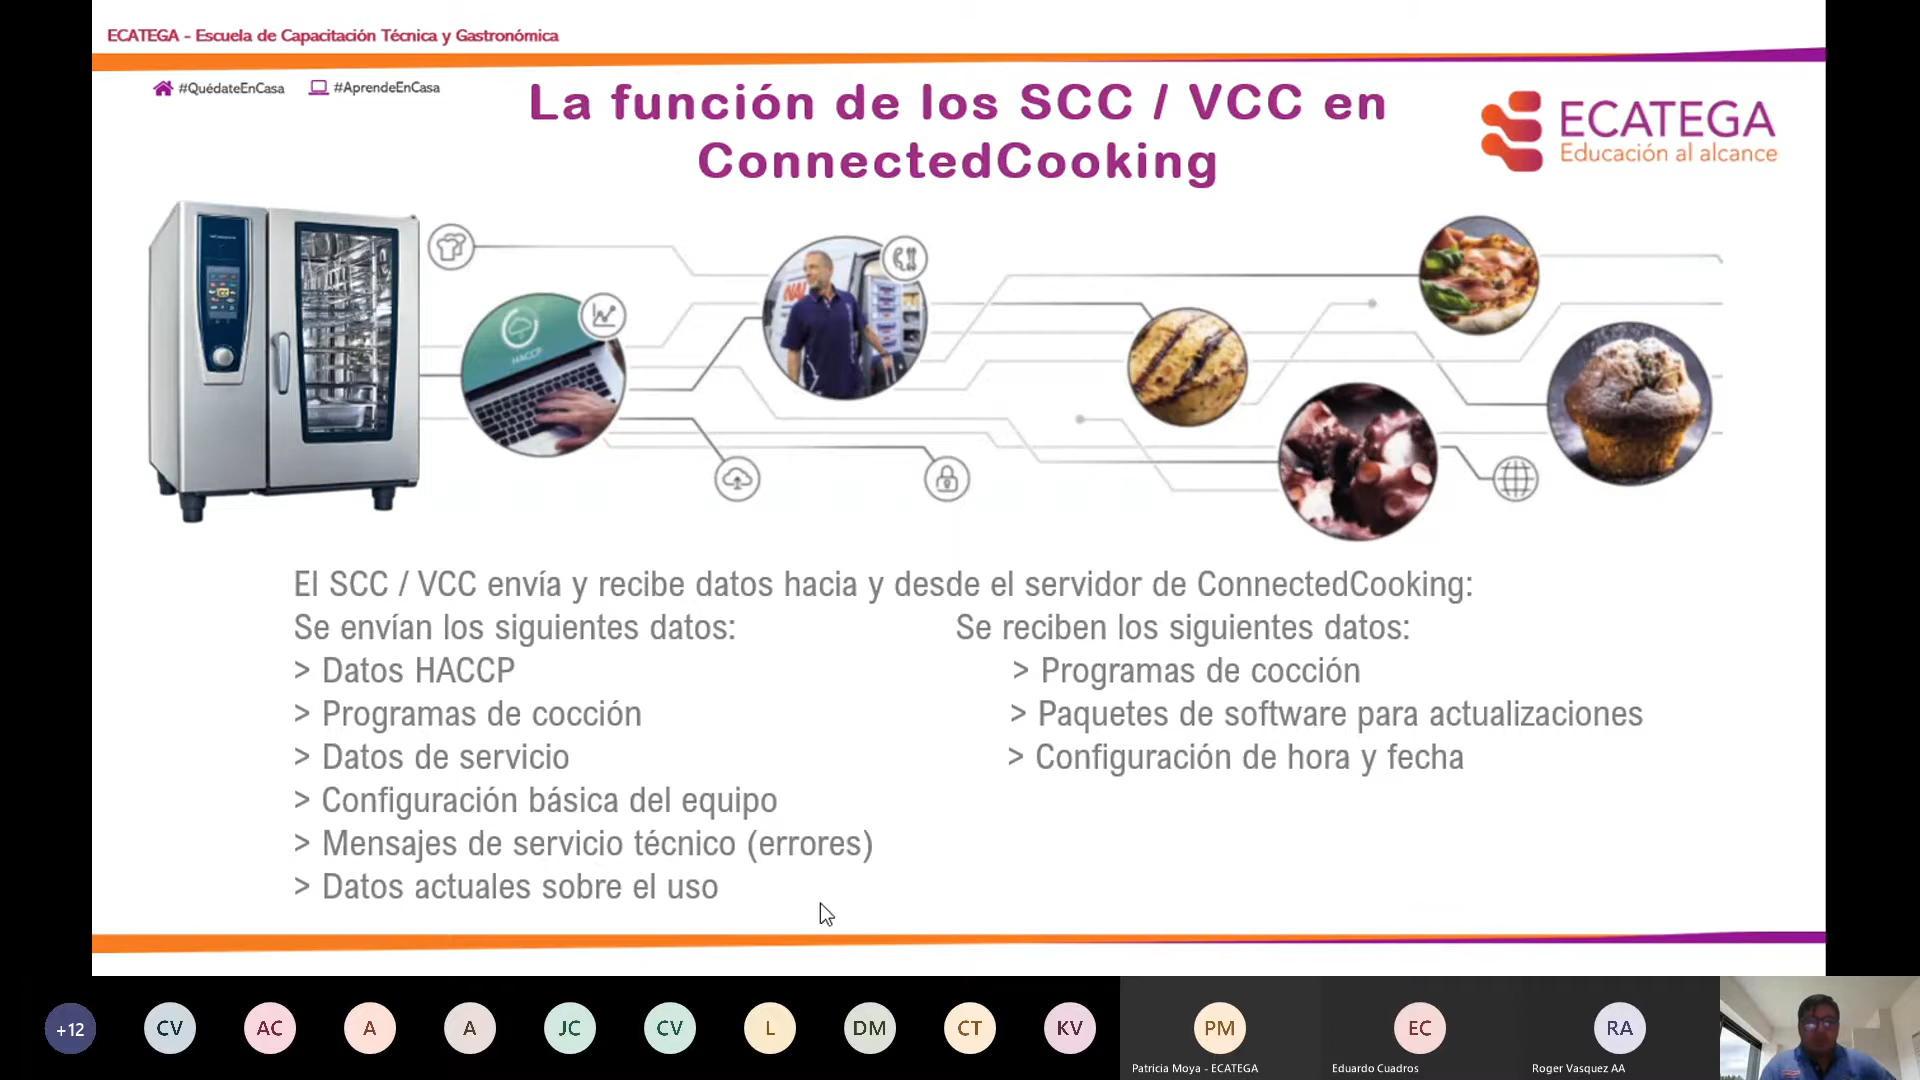 ECATEGA - Escuela de Capacitación Técnica y Gastronómica
#QuédateEnCasa
#AprendeEnCasa
La función de los SCC / VCC en
ConnectedCooking
ECATEGA
Educación al alcance
HACCP
El SCC / VCC envía y recibe datos hacia y desde el servidor de ConnectedCooking:
Se envían los siguientes datos:
Se reciben los siguientes datos:
> Datos HACCP
> Programas de cocción
> Programas de cocción
> Paquetes de software para actualizaciones
> Datos de servicio
> Configuración de hora y fecha
> Configuración básica del equipo
> Mensajes de servicio técnico (errores)
> Datos actuales sobre el uso
+12
CV
AC
A
A
JC
CV
L
DM
CT
KV
PM
EC
RA
Patricia Moya - ECATEGA
Eduardo Cuadros
Roger Vasquez AA